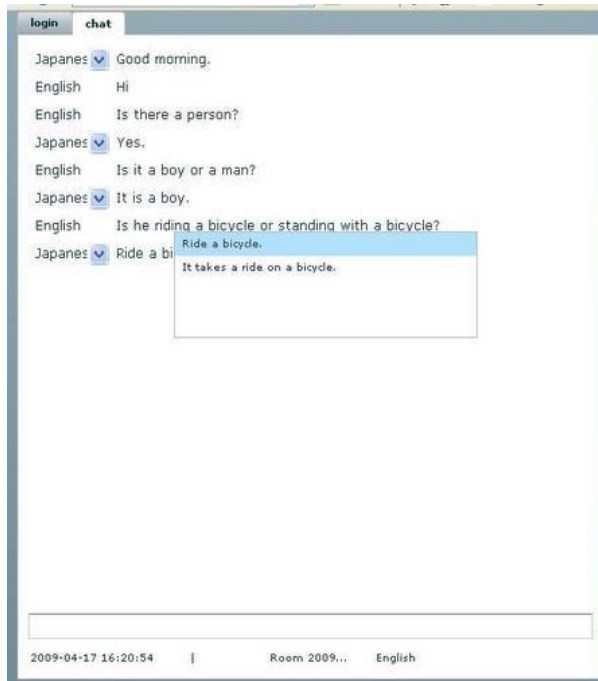 login chat
Japanes Good morning.
English Hi
English Is there a person?
Japanes Yes.
English Is it a boy or a man?
Japanes It is a boy.
English Is he riding a bicycle or standing with a bicycle?
Japanes Ride a bi
Ride a bicycle.
It takes a ride on a bicycle.
2009-04-17 16:20:54 | Room 2009... English